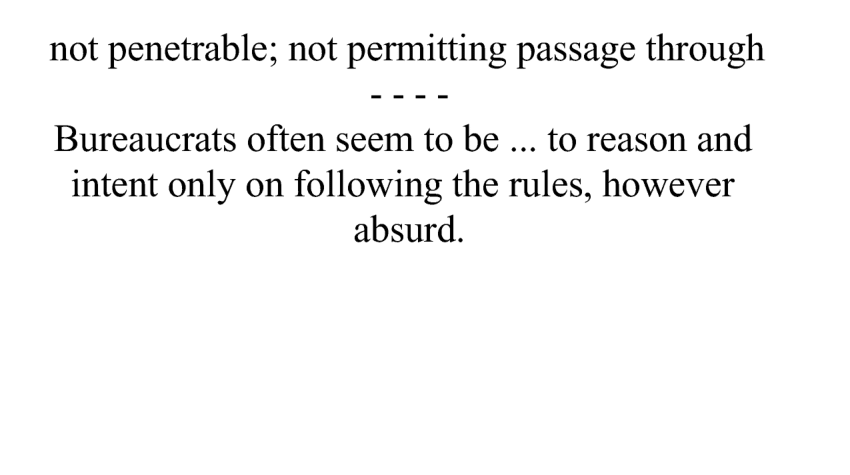 not penetrable; not permitting passage through
- - - -
Bureaucrats often seem to be ... to reason and
intent only on following the rules, however
absurd.